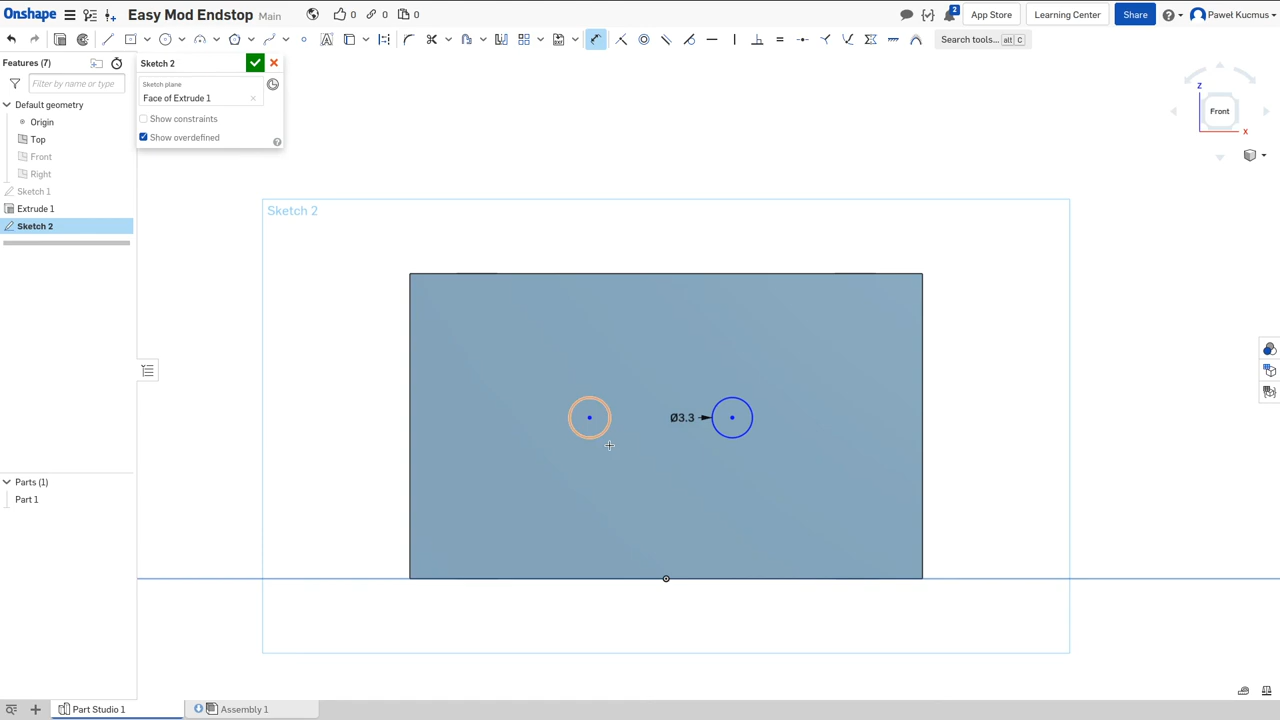 Onshape
Easy Mod Endstop Main
0
0
0
2
App Store
Learning Center
Share
Pawel Kucmus
Search tools... alt C
Features (7)
Filter by name or type
Default geometry
Origin
Top
Front
Right
Sketch 1
Extrude 1
Sketch 2
Parts (1)
Part 1
Sketch 2
Sketch plane
Face of Extrude 1
Show constraints
Show overdefined
Sketch 2
Ø3.3
Z
Front
X
Part Studio 1
Assembly 1